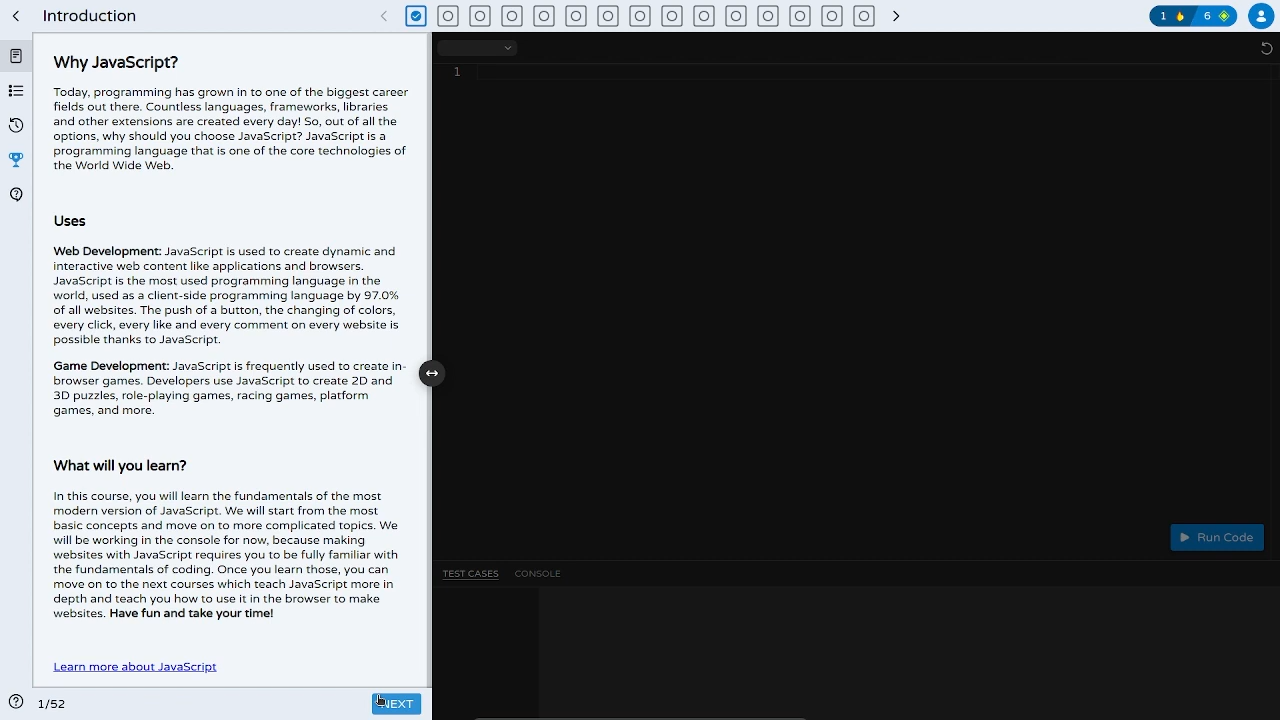 Introduction
1
6
Why JavaScript?
Today, programming has grown in to one of the biggest career
fields out there. Countless languages, frameworks, libraries
and other extensions are created every day! So, out of all the
options, why should you choose JavaScript? JavaScript is a
programming language that is one of the core technologies of
the World Wide Web.
Uses
Web Development: JavaScript is used to create dynamic and
interactive web content like applications and browsers.
JavaScript is the most used programming language in the
world, used as a client-side programming language by 97.0%
of all websites. The push of a button, the changing of colors,
every click, every like and every comment on every website is
possible thanks to JavaScript.
Game Development: JavaScript is frequently used to create in-
browser games. Developers use JavaScript to create 2D and
3D puzzles, role-playing games, racing games, platform
games, and more.
What will you learn?
In this course, you will learn the fundamentals of the most
modern version of JavaScript. We will start from the most
basic concepts and move on to more complicated topics. We
will be working in the console for now, because making
websites with JavaScript requires you to be fully familiar with
the fundamentals of coding. Once you learn those, you can
move on to the next courses which teach JavaScript more in
depth and teach you how to use it in the browser to make
websites. Have fun and take your time!
Learn more about JavaScript
1/52
NEXT
1
Run Code
TEST CASES
CONSOLE